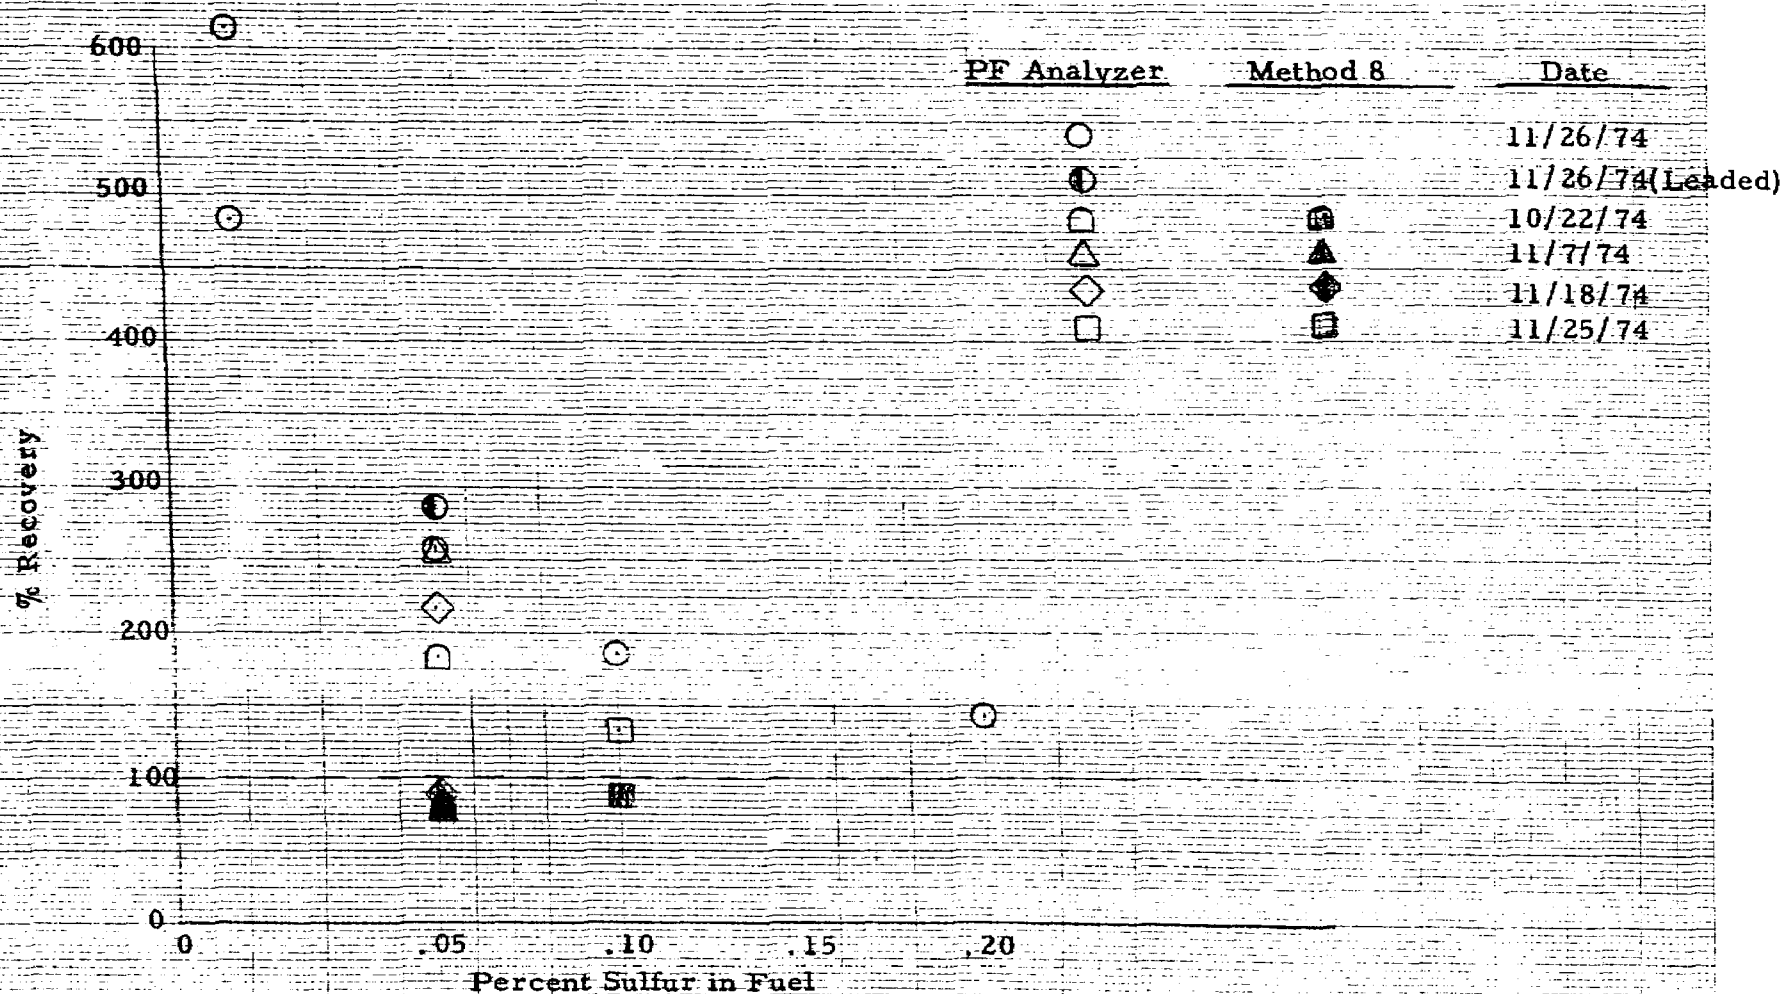 600
500
400
300
200
100
0
% Recovery
0 .05 .10 .15 .20
Percent Sulfur in Fuel
PF Analyzer Method 8 Date
11/26/74
11/26/74(Leaded)
10/22/74
11/7/74
11/18/74
11/25/74